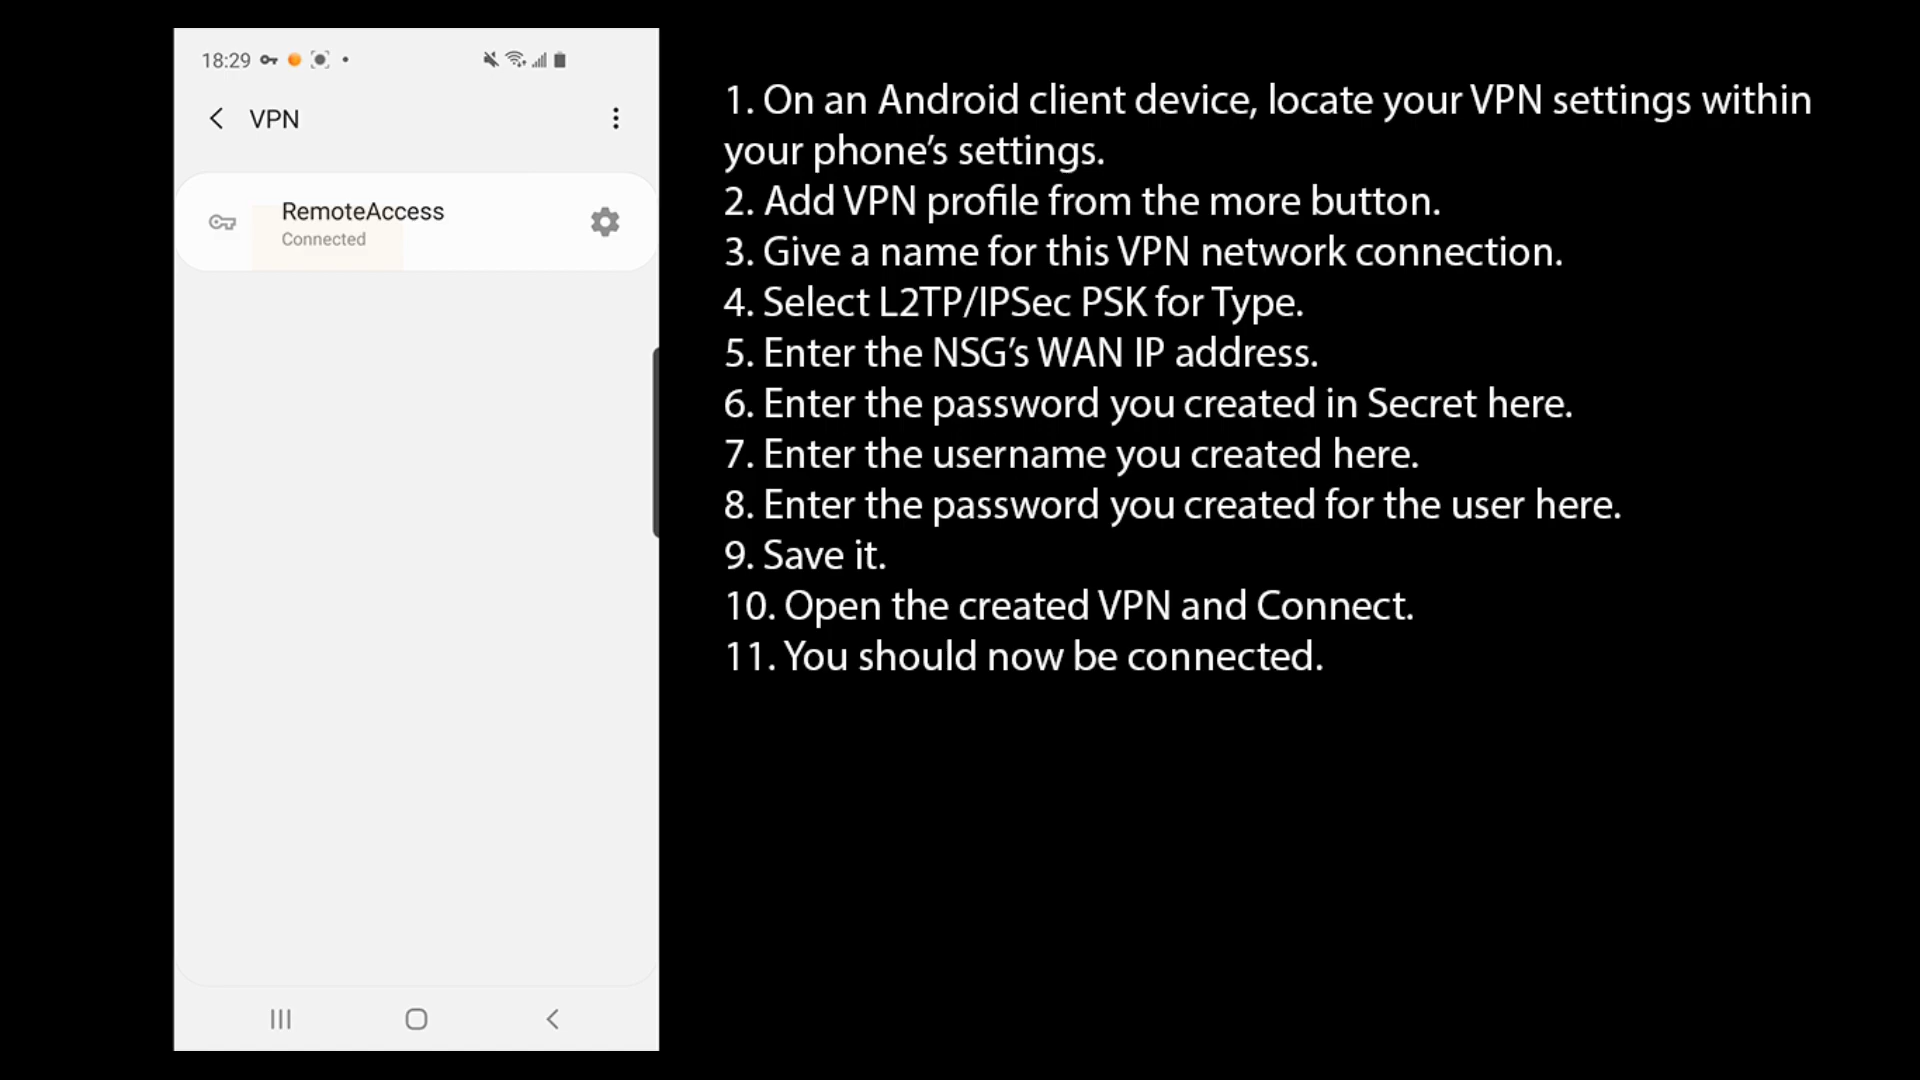 18:29
VPN
RemoteAccess
Connected
1. On an Android client device, locate your VPN settings within
your phone’s settings.
2. Add VPN profile from the more button.
3. Give a name for this VPN network connection.
4. Select L2TP/IPSec PSK for Type.
5. Enter the NSG’s WAN IP address.
6. Enter the password you created in Secret here.
7. Enter the username you created here.
8. Enter the password you created for the user here.
9. Save it.
10. Open the created VPN and Connect.
11. You should now be connected.